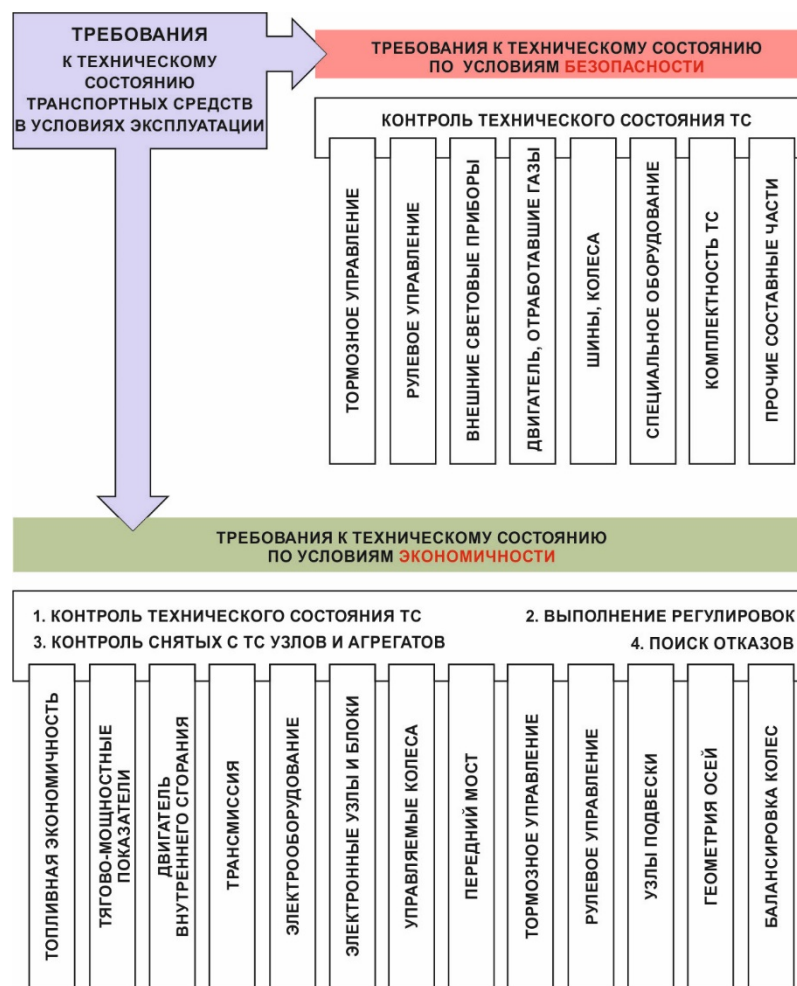 ТРЕБОВАНИЯ
К ТЕХНИЧЕСКОМУ
СОСТОЯНИЮ
ТРАНСПОРТНЫХ СРЕДСТВ
В УСЛОВИЯХ ЭКСПЛУАТАЦИИ
ТРЕБОВАНИЯ К ТЕХНИЧЕСКОМУ СОСТОЯНИЮ
ПО УСЛОВИЯМ БЕЗОПАСНОСТИ
КОНТРОЛЬ ТЕХНИЧЕСКОГО СОСТОЯНИЯ ТС
ТОРМОЗНОЕ УПРАВЛЕНИЕ
РУЛЕВОЕ УПРАВЛЕНИЕ
ВНЕШНИЕ СВЕТОВЫЕ ПРИБОРЫ
ДВИГАТЕЛЬ, ОТРАБОТАВШИЕ ГАЗЫ
ШИНЫ, КОЛЕСА
СПЕЦИАЛЬНОЕ ОБОРУДОВАНИЕ
КОМПЛЕКТНОСТЬ ТС
ПРОЧИЕ СОСТАВНЫЕ ЧАСТИ
ТРЕБОВАНИЯ К ТЕХНИЧЕСКОМУ СОСТОЯНИЮ
ПО УСЛОВИЯМ ЭКОНОМИЧНОСТИ
1. КОНТРОЛЬ ТЕХНИЧЕСКОГО СОСТОЯНИЯ ТС
2. ВЫПОЛНЕНИЕ РЕГУЛИРОВОК
3. КОНТРОЛЬ СНЯТЫХ С ТС УЗЛОВ И АГРЕГАТОВ
4. ПОИСК ОТКАЗОВ
ТОПЛИВНАЯ ЭКОНОМИЧНОСТЬ
ТЯГОВО-МОЩНОСТНЫЕ
ПОКАЗАТЕЛИ
ДВИГАТЕЛЬ
ВНУТРЕННЕГО СГОРАНИЯ
ТРАНСМИССИЯ
ЭЛЕКТРООБОРУДОВАНИЕ
ЭЛЕКТРОННЫЕ УЗЛЫ И БЛОКИ
УПРАВЛЯЕМЫЕ КОЛЕСА
ПЕРЕДНИЙ МОСТ
ТОРМОЗНОЕ УПРАВЛЕНИЕ
РУЛЕВОЕ УПРАВЛЕНИЕ
УЗЛЫ ПОДВЕСКИ
ГЕОМЕТРИЯ ОСЕЙ
БАЛАНСИРОВКА КОЛЕС